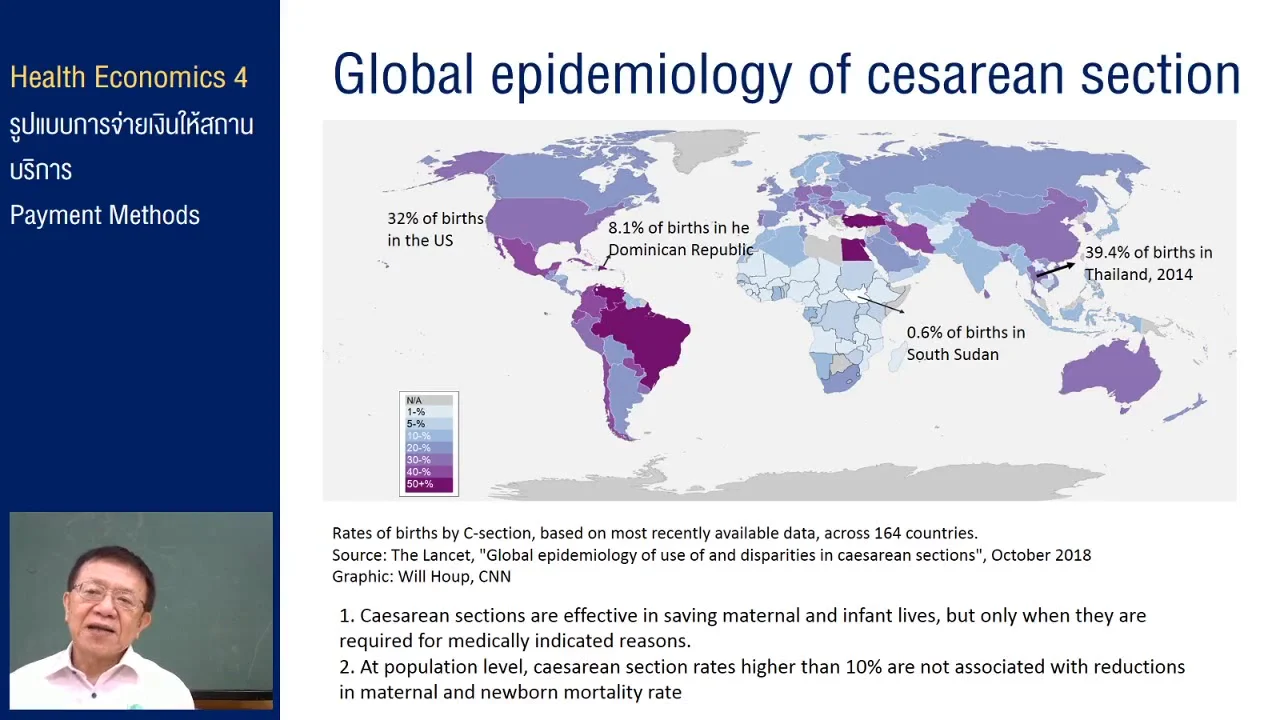 Health Economics 4
รูปแบบการจ่ายเงินให้สถาน
บริการ
Payment Methods
Global epidemiology of cesarean section
32% of births
in the US
8.1% of births in he
Dominican Republic
39.4% of births in
Thailand, 2014
0.6% of births in
South Sudan
N/A
1-%
5-%
10-%
20-%
30-%
40-%
50+%
Rates of births by C-section, based on most recently available data, across 164 countries.
Source: The Lancet, "Global epidemiology of use of and disparities in caesarean sections", October 2018
Graphic: Will Houp, CNN
1. Caesarean sections are effective in saving maternal and infant lives, but only when they are
required for medically indicated reasons.
2. At population level, caesarean section rates higher than 10% are not associated with reductions
in maternal and newborn mortality rate